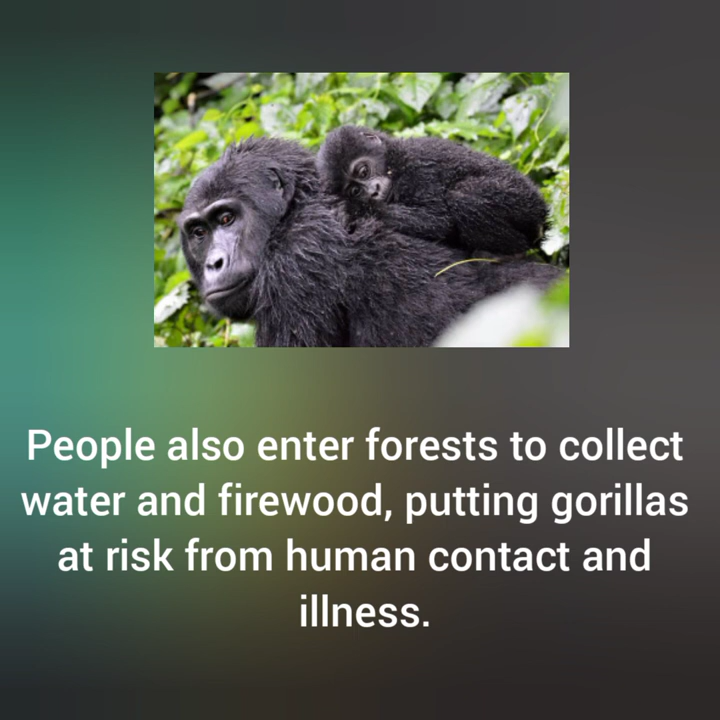 People also enter forests to collect
water and firewood, putting gorillas
at risk from human contact and
illness.